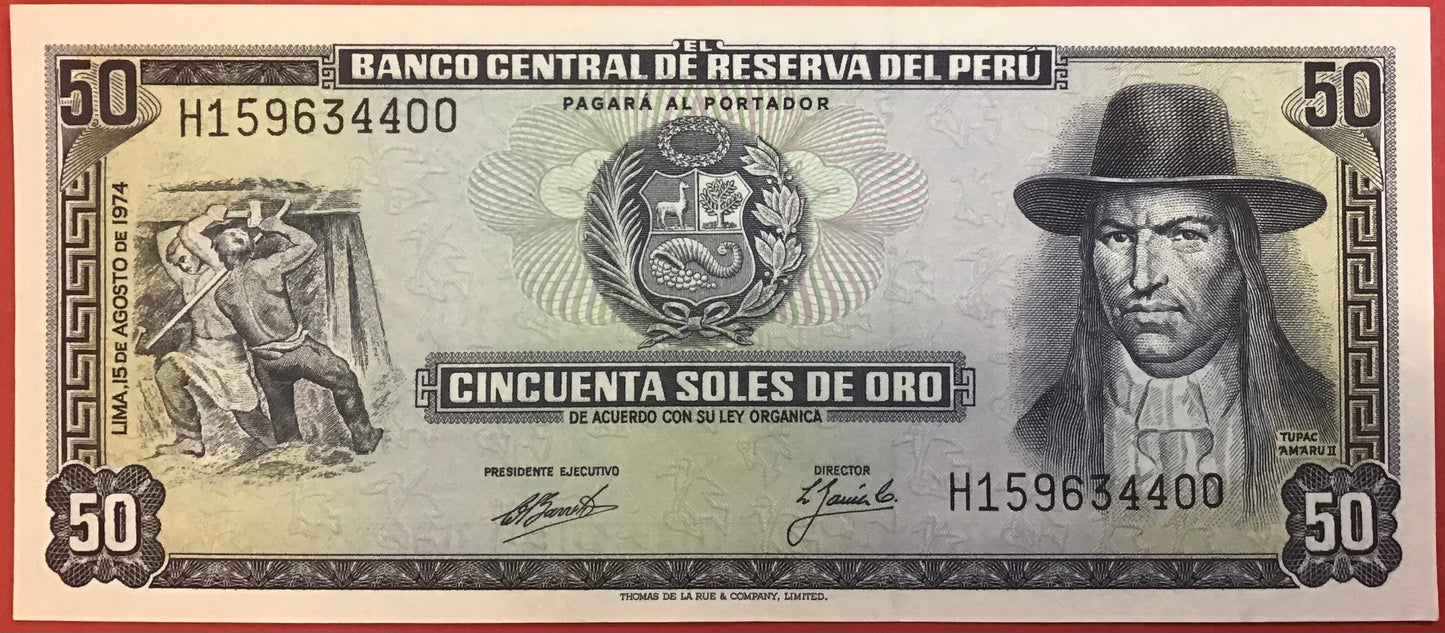 EL
BANCO CENTRAL DE RESERVA DEL PERÚ
50
50
PAGARÁ AL PORTADOR
H159634400
LIMA, 15 DE AGOSTO DE 1974
CINCUENTA SOLES DE ORO
DE ACUERDO CON SU LEY ORGANICA
TUPAC
AMARU II
PRESIDENTE EJECUTIVO
DIRECTOR
H159634400
50
50
THOMAS DE LA RUE & COMPANY, LIMITED.